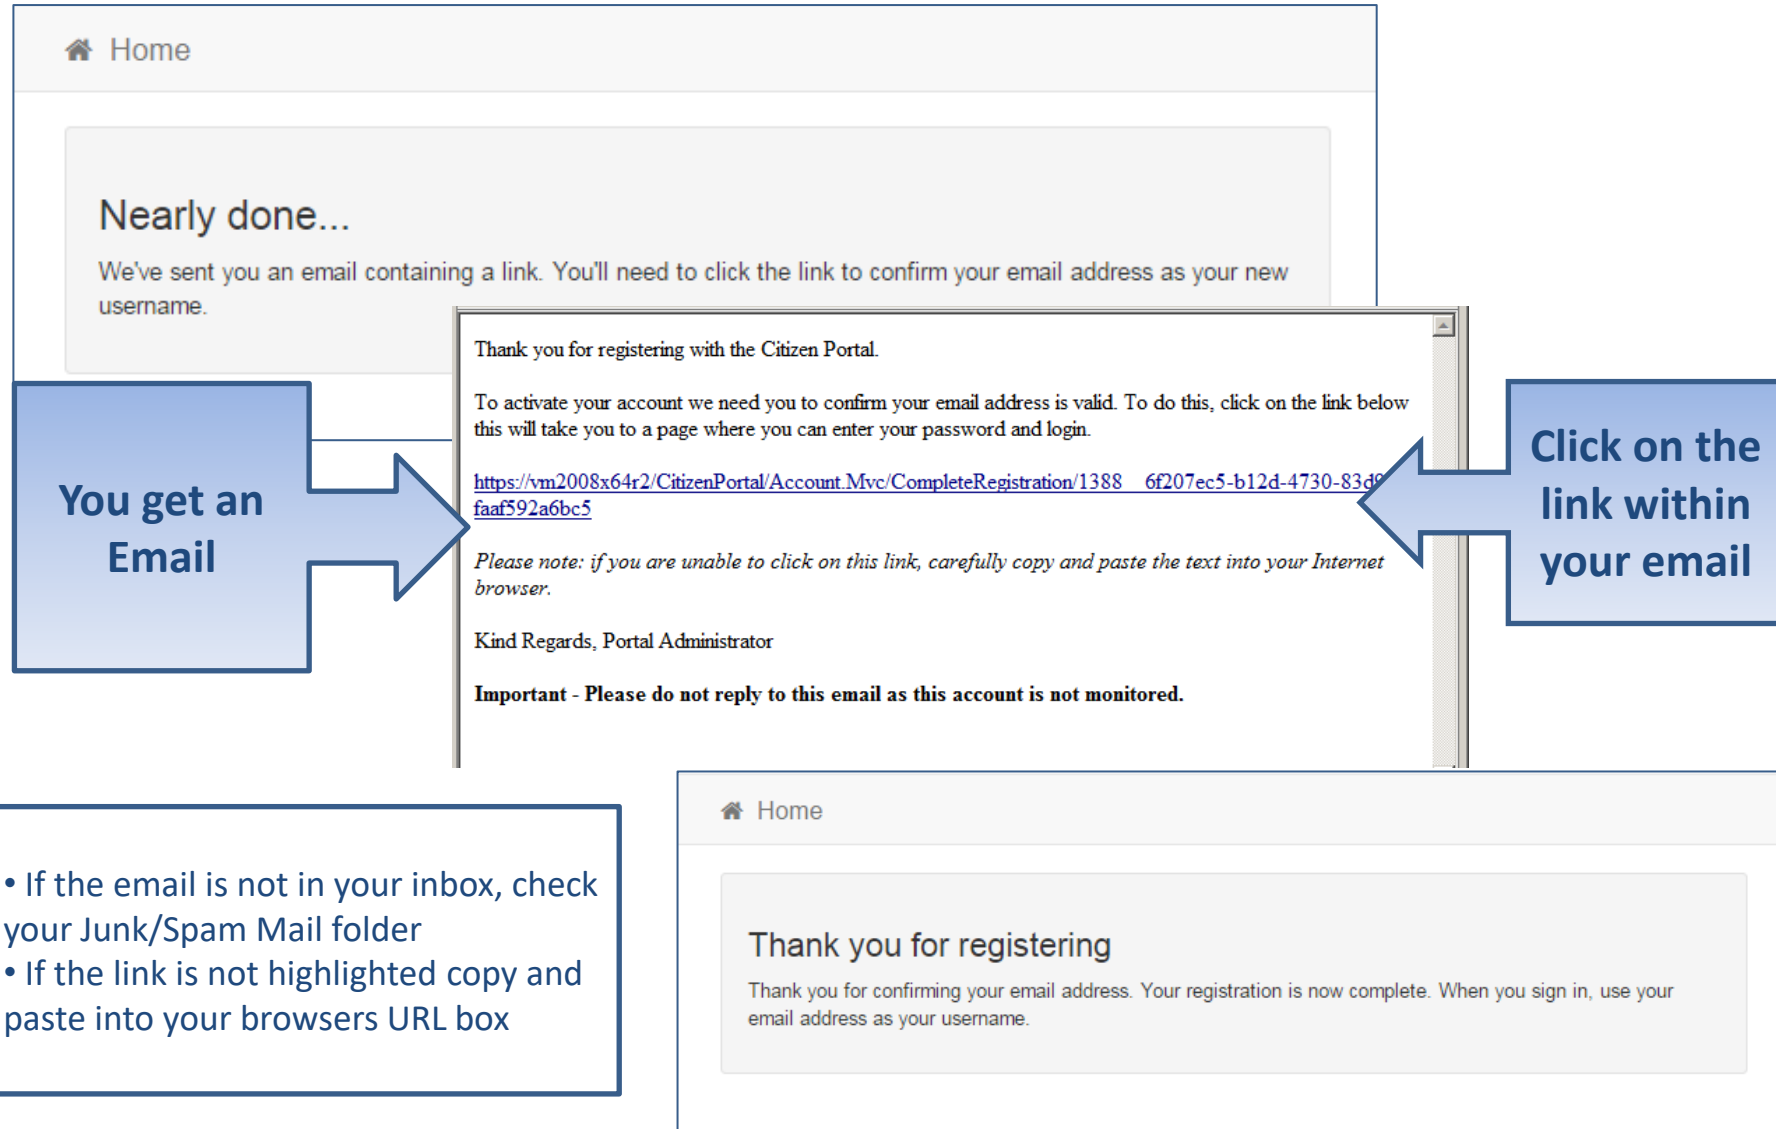 Home
Nearly done...
We've sent you an email containing a link. You'll need to click the link to confirm your email address as your new
username.
You get an
Email
Thank you for registering with the Citizen Portal.
To activate your account we need you to confirm your email address is valid. To do this, click on the link below
this will take you to a page where you can enter your password and login.
https://vm2008x64r2/CitizenPortal/Account.Mvc/CompleteRegistration/1388 6f207ec5-b12d-4730-83d9
faaf592a6bc5
Please note: if you are unable to click on this link, carefully copy and paste the text into your Internet
browser.
Kind Regards, Portal Administrator
Important - Please do not reply to this email as this account is not monitored.
Click on the
link within
your email
• If the email is not in your inbox, check
your Junk/Spam Mail folder
• If the link is not highlighted copy and
paste into your browsers URL box
Home
Thank you for registering
Thank you for confirming your email address. Your registration is now complete. When you sign in, use your
email address as your username.